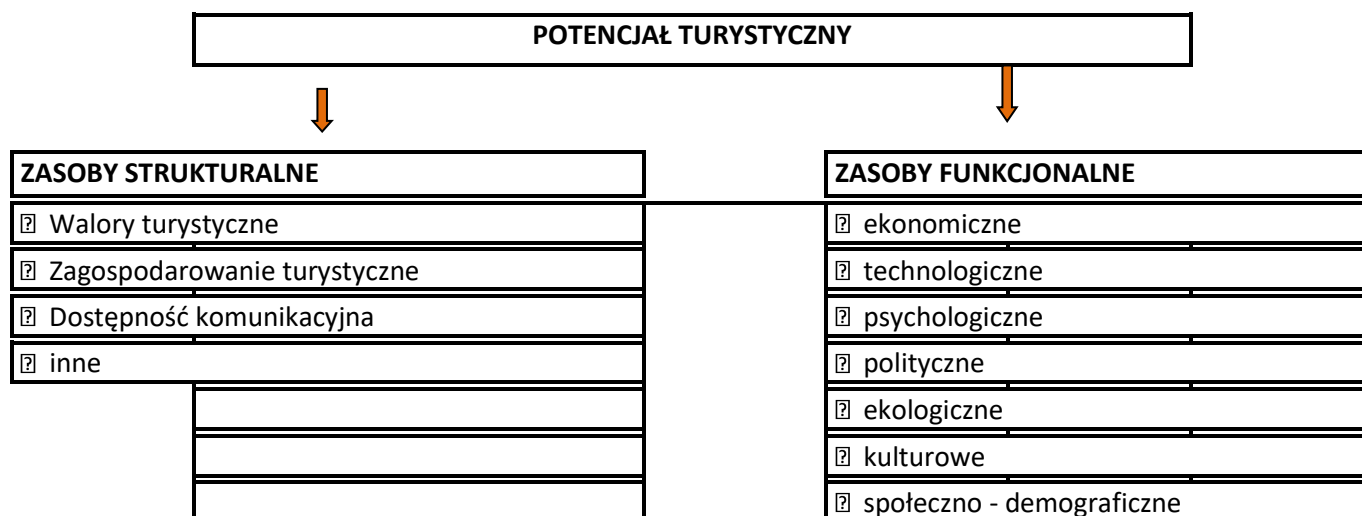 POTENCJAŁ TURYSTYCZNY
ZASOBY STRUKTURALNE
Walory turystyczne
Zagospodarowanie turystyczne
Dostępność komunikacyjna
inne
ZASOBY FUNKCJONALNE
ekonomiczne
technologiczne
psychologiczne
polityczne
ekologiczne
kulturowe
społeczno - demograficzne